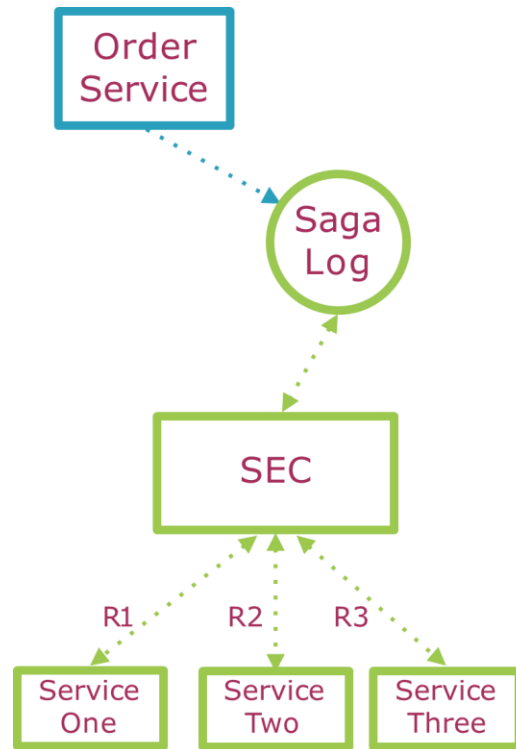 Order
Service
Saga
Log
SEC
R1
R2
R3
Service
One
Service
Two
Service
Three